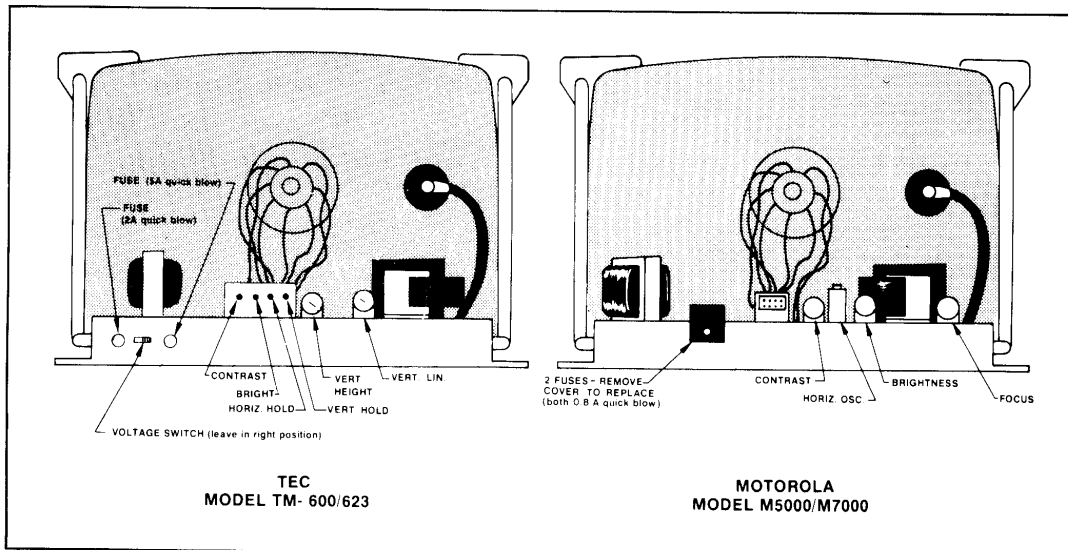 FUSE (5A quick blow)
FUSE
(2A quick blow)
CONTRAST
BRIGHT
HORIZ. HOLD
VERT
HEIGHT
VERT HOLD
VERT LIN.
VOLTAGE SWITCH (leave in right position)
TEC
MODEL TM- 600/623
2 FUSES - REMOVE
COVER TO REPLACE
(both 0.8 A quick blow)
CONTRAST
HORIZ. OSC.
BRIGHTNESS
FOCUS
MOTOROLA
MODEL M5000/M7000